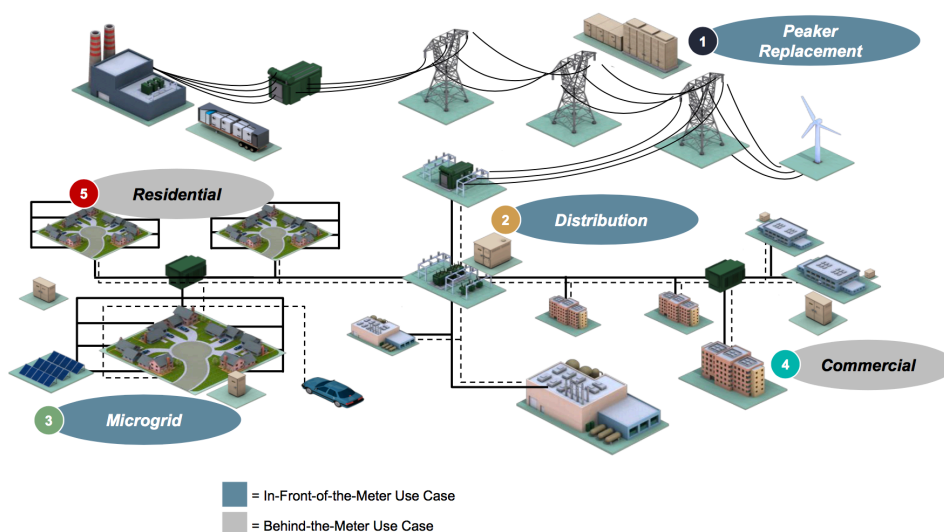 1
Peaker
Replacement
5
Residential
2
Distribution
4
Commercial
3
Microgrid
= In-Front-of-the-Meter Use Case
= Behind-the-Meter Use Case